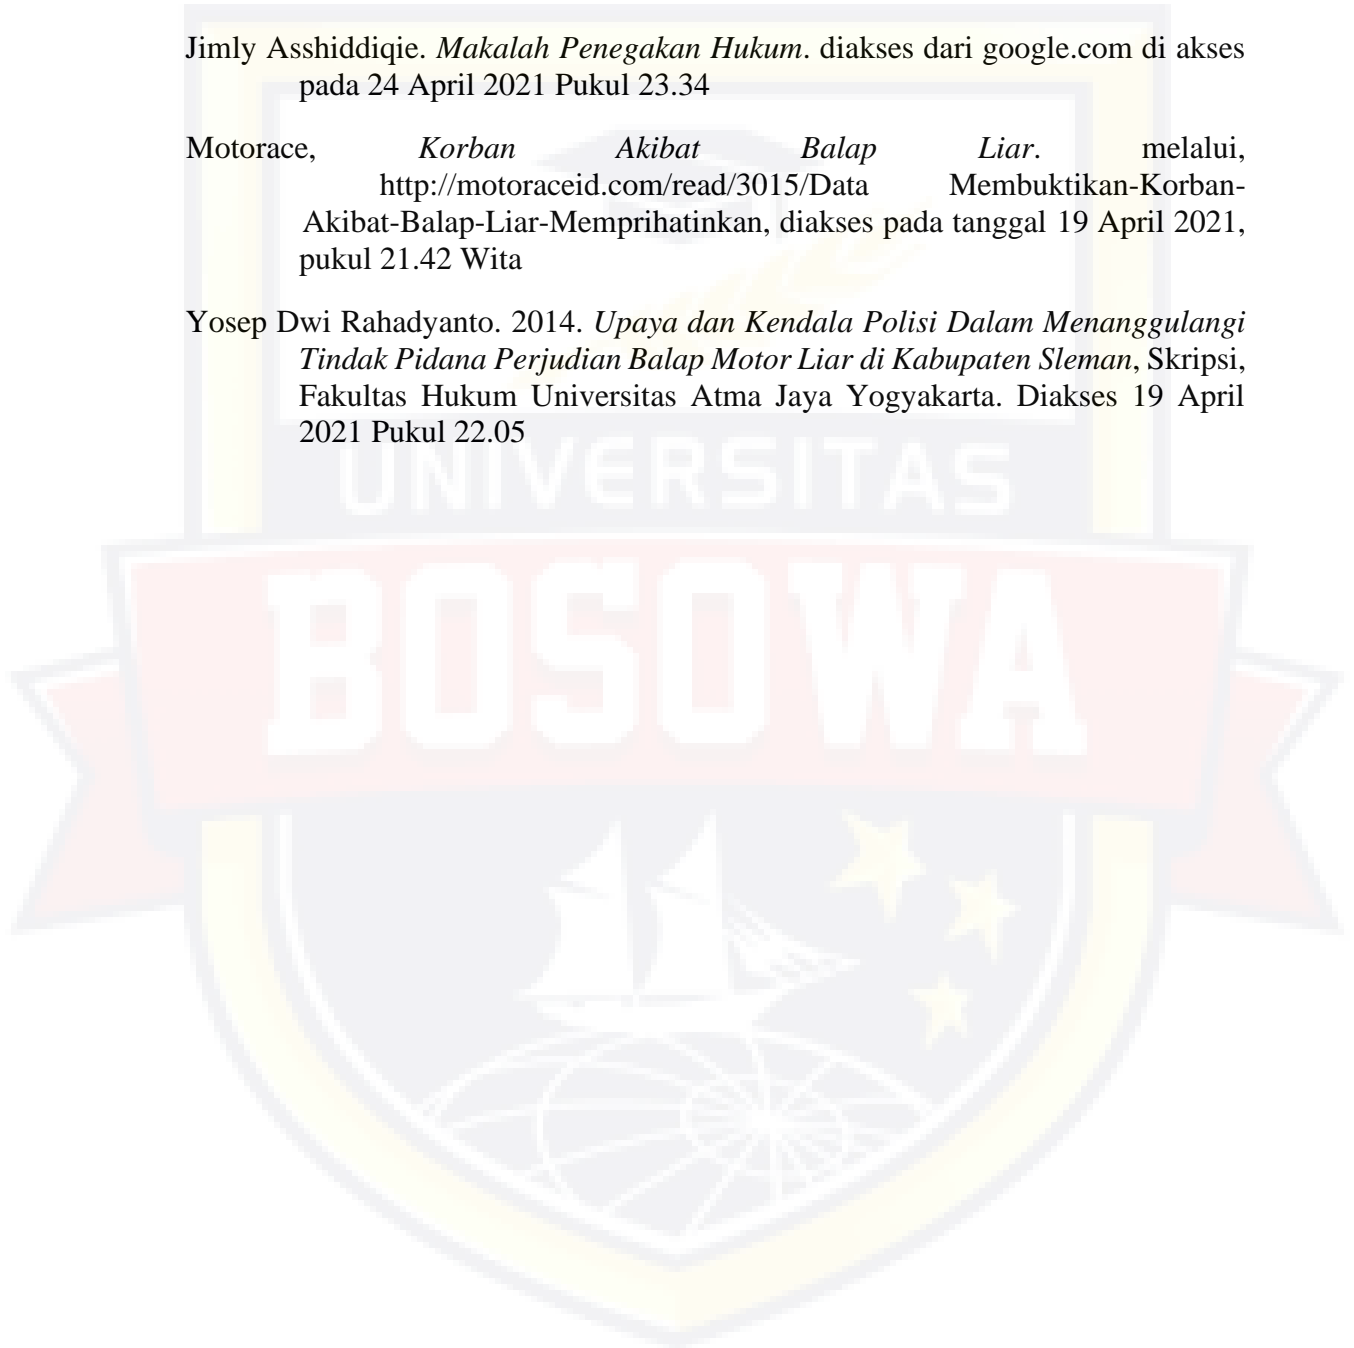 Jimly Asshiddiqie. Makalah Penegakan Hukum. diakses dari google.com di akses
pada 24 April 2021 Pukul 23.34
Motorace, Korban Akibat Balap Liar. melalui,
http://motoraceid.com/read/3015/Data Membuktikan-Korban-
Akibat-Balap-Liar-Memprihatinkan, diakses pada tanggal 19 April 2021,
pukul 21.42 Wita
Yosep Dwi Rahadyanto. 2014. Upaya dan Kendala Polisi Dalam Menanggulangi
Tindak Pidana Perjudian Balap Motor Liar di Kabupaten Sleman, Skripsi,
Fakultas Hukum Universitas Atma Jaya Yogyakarta. Diakses 19 April
2021 Pukul 22.05
UNIVERSITAS
BOSOWA